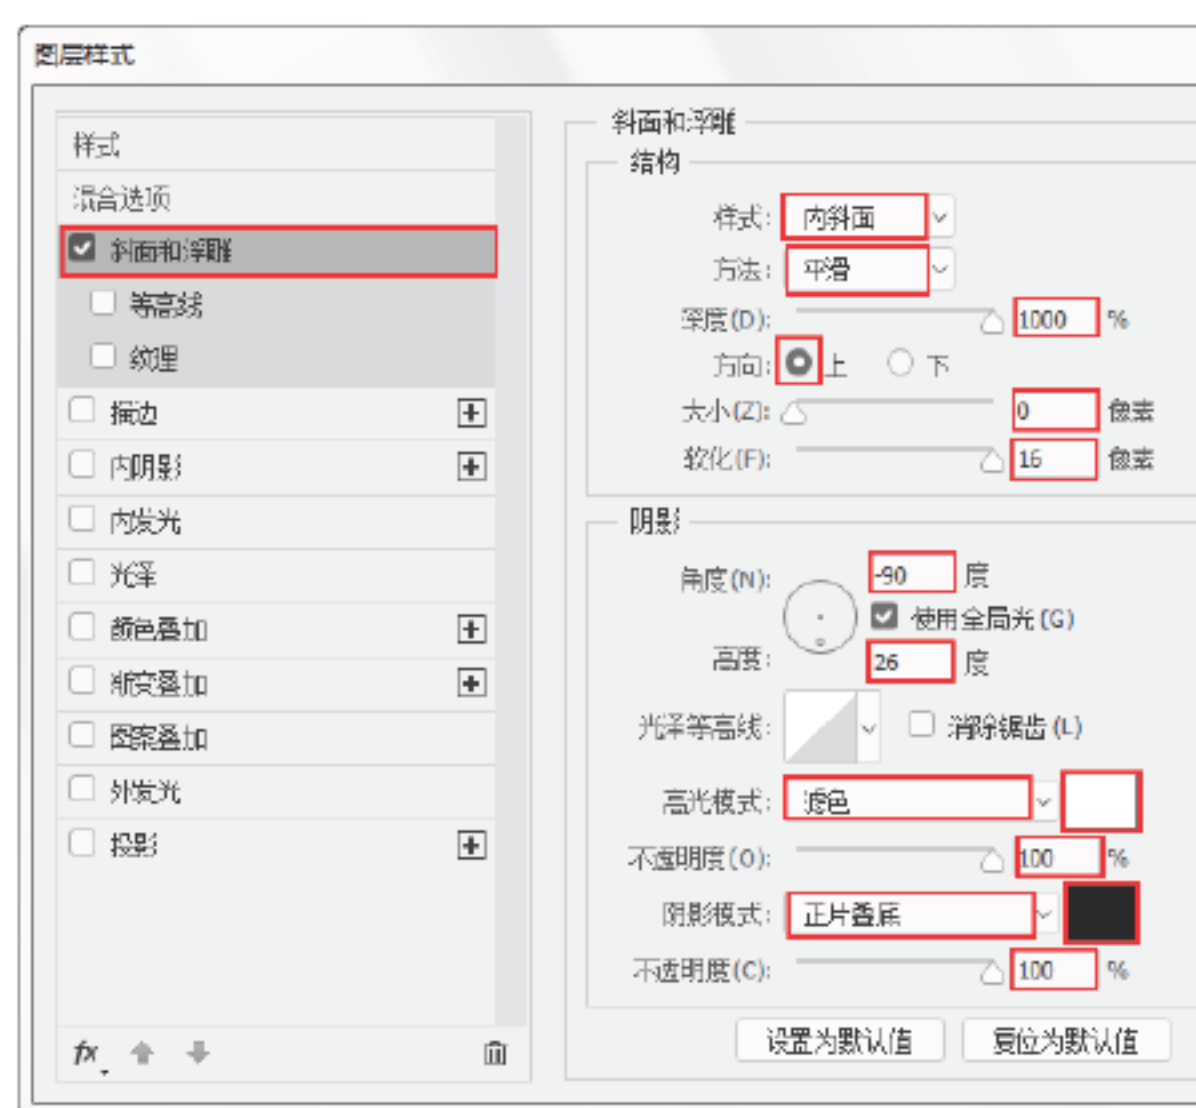 图层样式
样式
混合选项
斜面和浮雕
等高线
纹理
描边
内阴影
内发光
光泽
颜色叠加
渐变叠加
图案叠加
外发光
投影
fx
斜面和浮雕
结构
样式: 内斜面
方法: 平滑
深度(D): 1000 %
方向: 上 下
大小(Z): 0 像素
软化(F): 16 像素
阴影
角度(N): -90 度
使用全局光(G)
高度: 26 度
光泽等高线: 消除锯齿(L)
高光模式: 滤色
不透明度(O): 100 %
阴影模式: 正片叠底
不透明度(C): 100 %
设置为默认值 复位为默认值